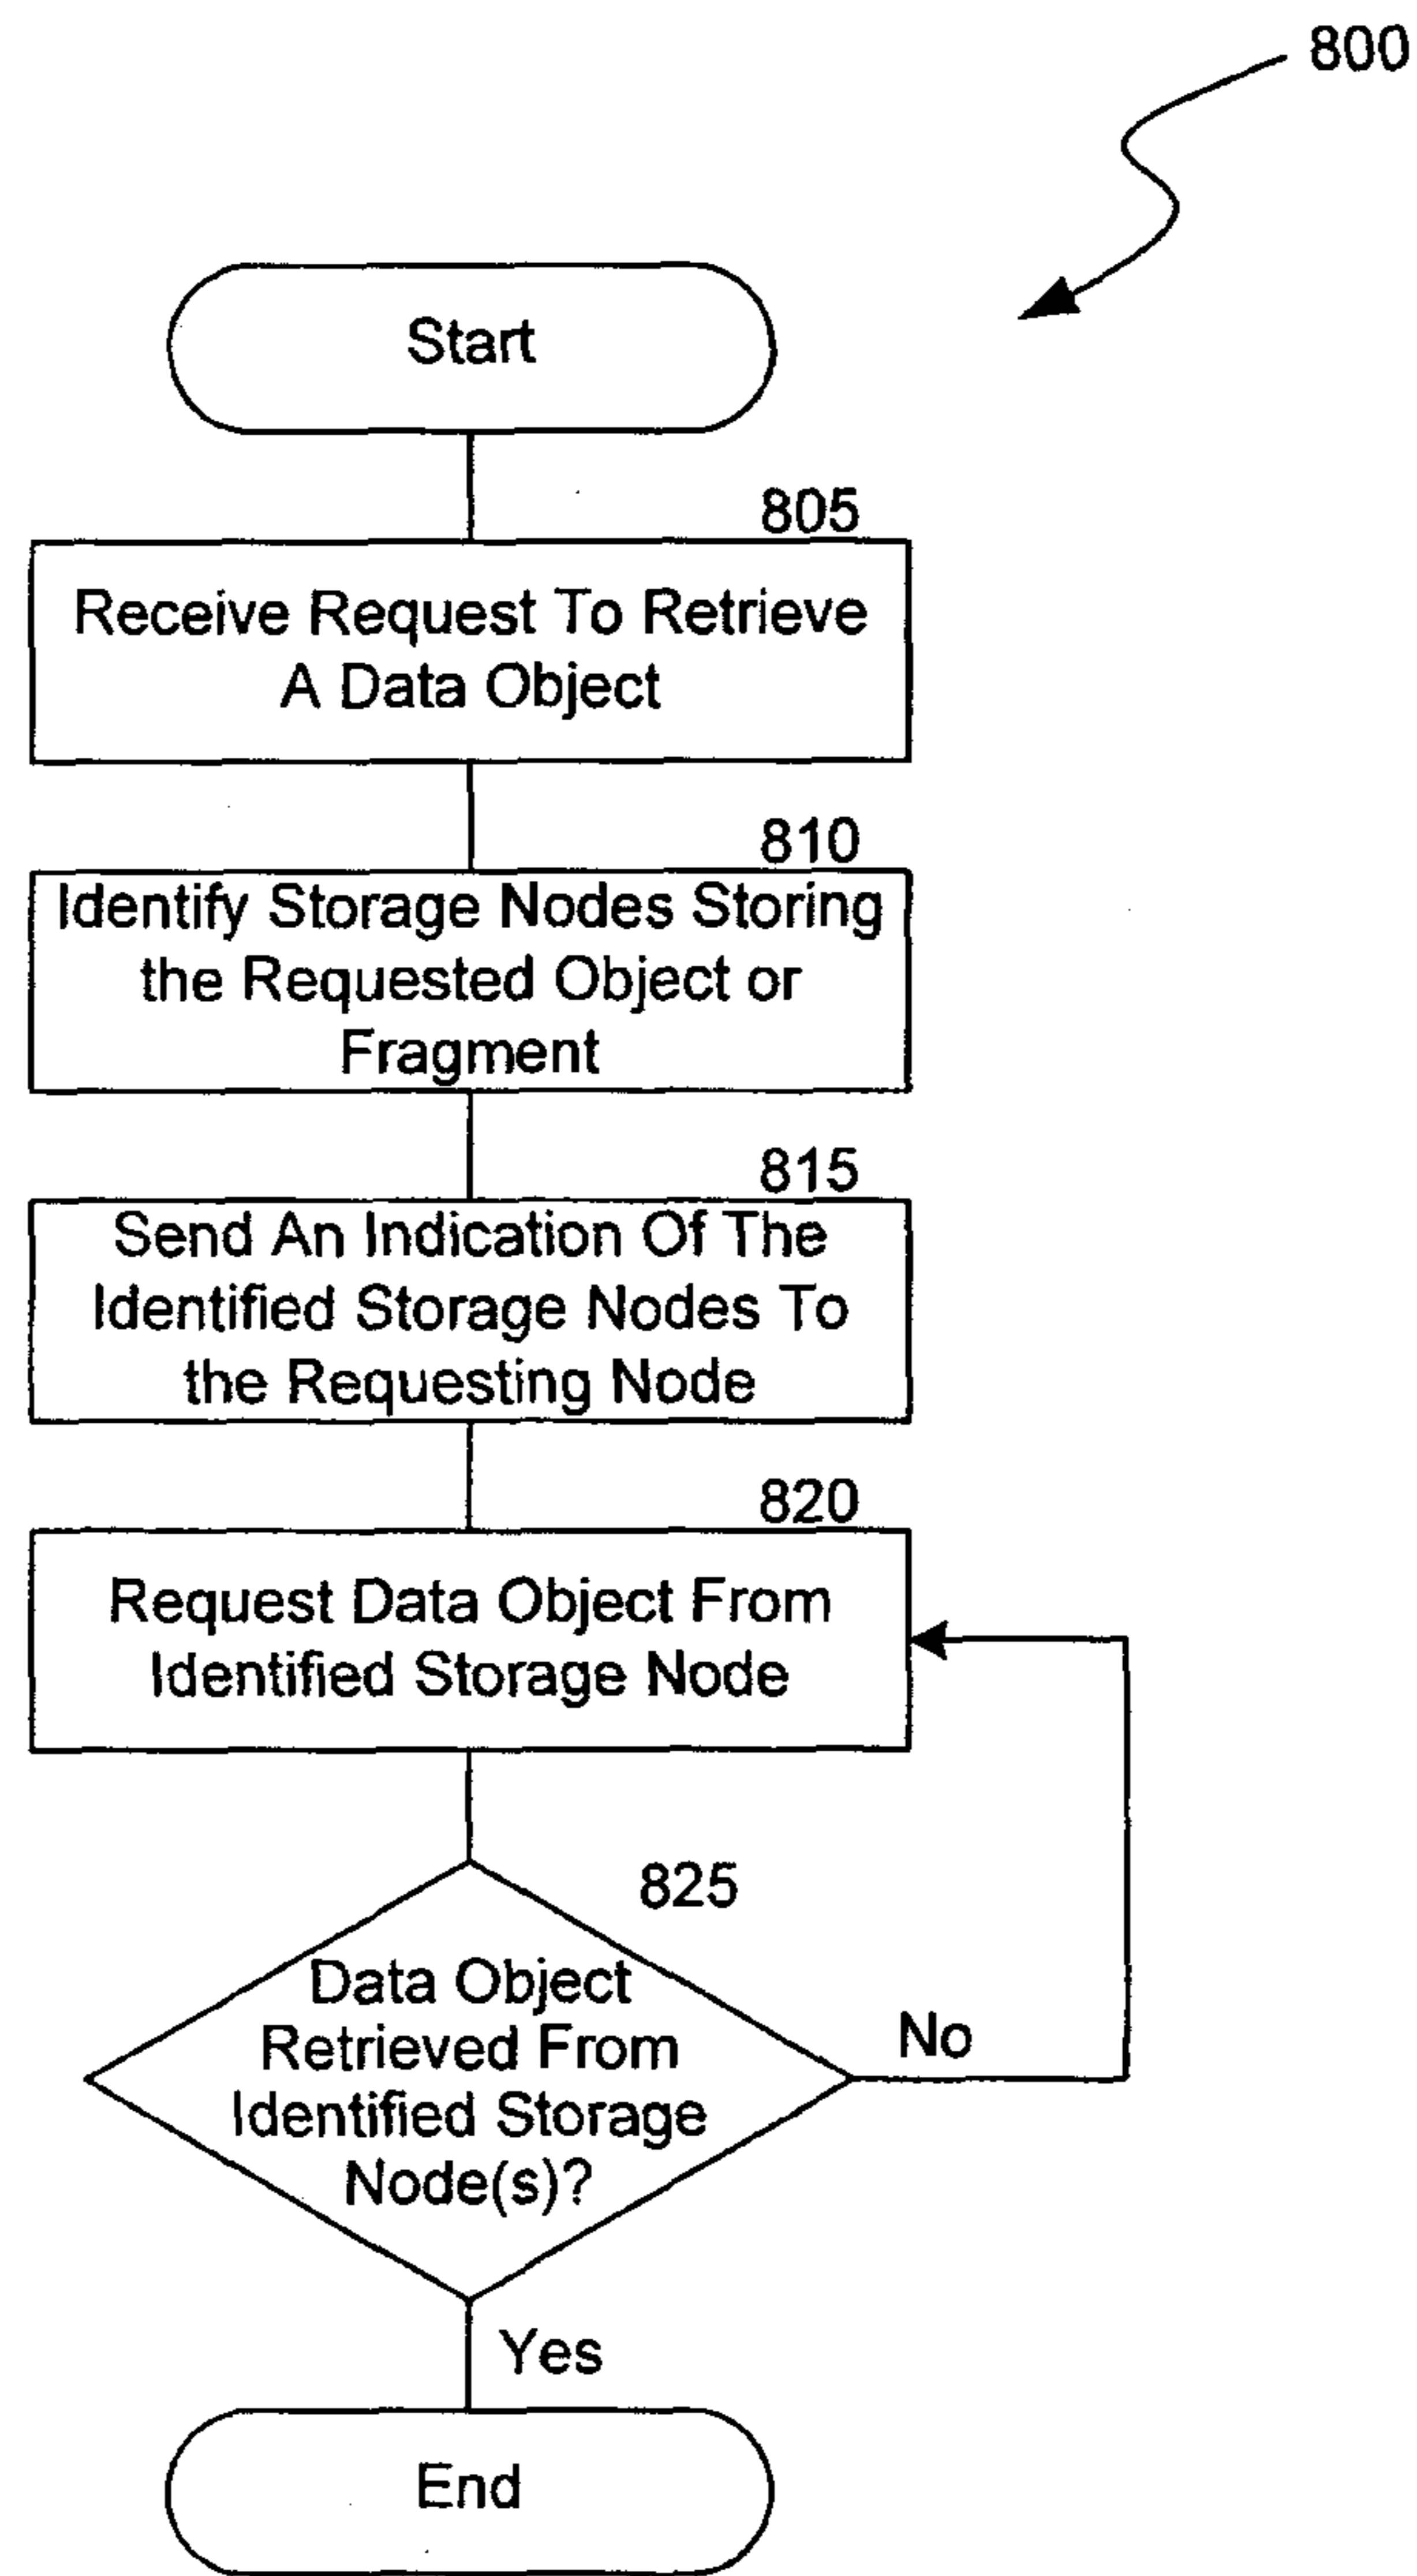 800
Start
805
Receive Request To Retrieve
A Data Object
810
Identify Storage Nodes Storing
the Requested Object or
Fragment
815
Send An Indication Of The
Identified Storage Nodes To
the Requesting Node
820
Request Data Object From
Identified Storage Node
825
Data Object
Retrieved From
Identified Storage
Node(s)?
No
Yes
End